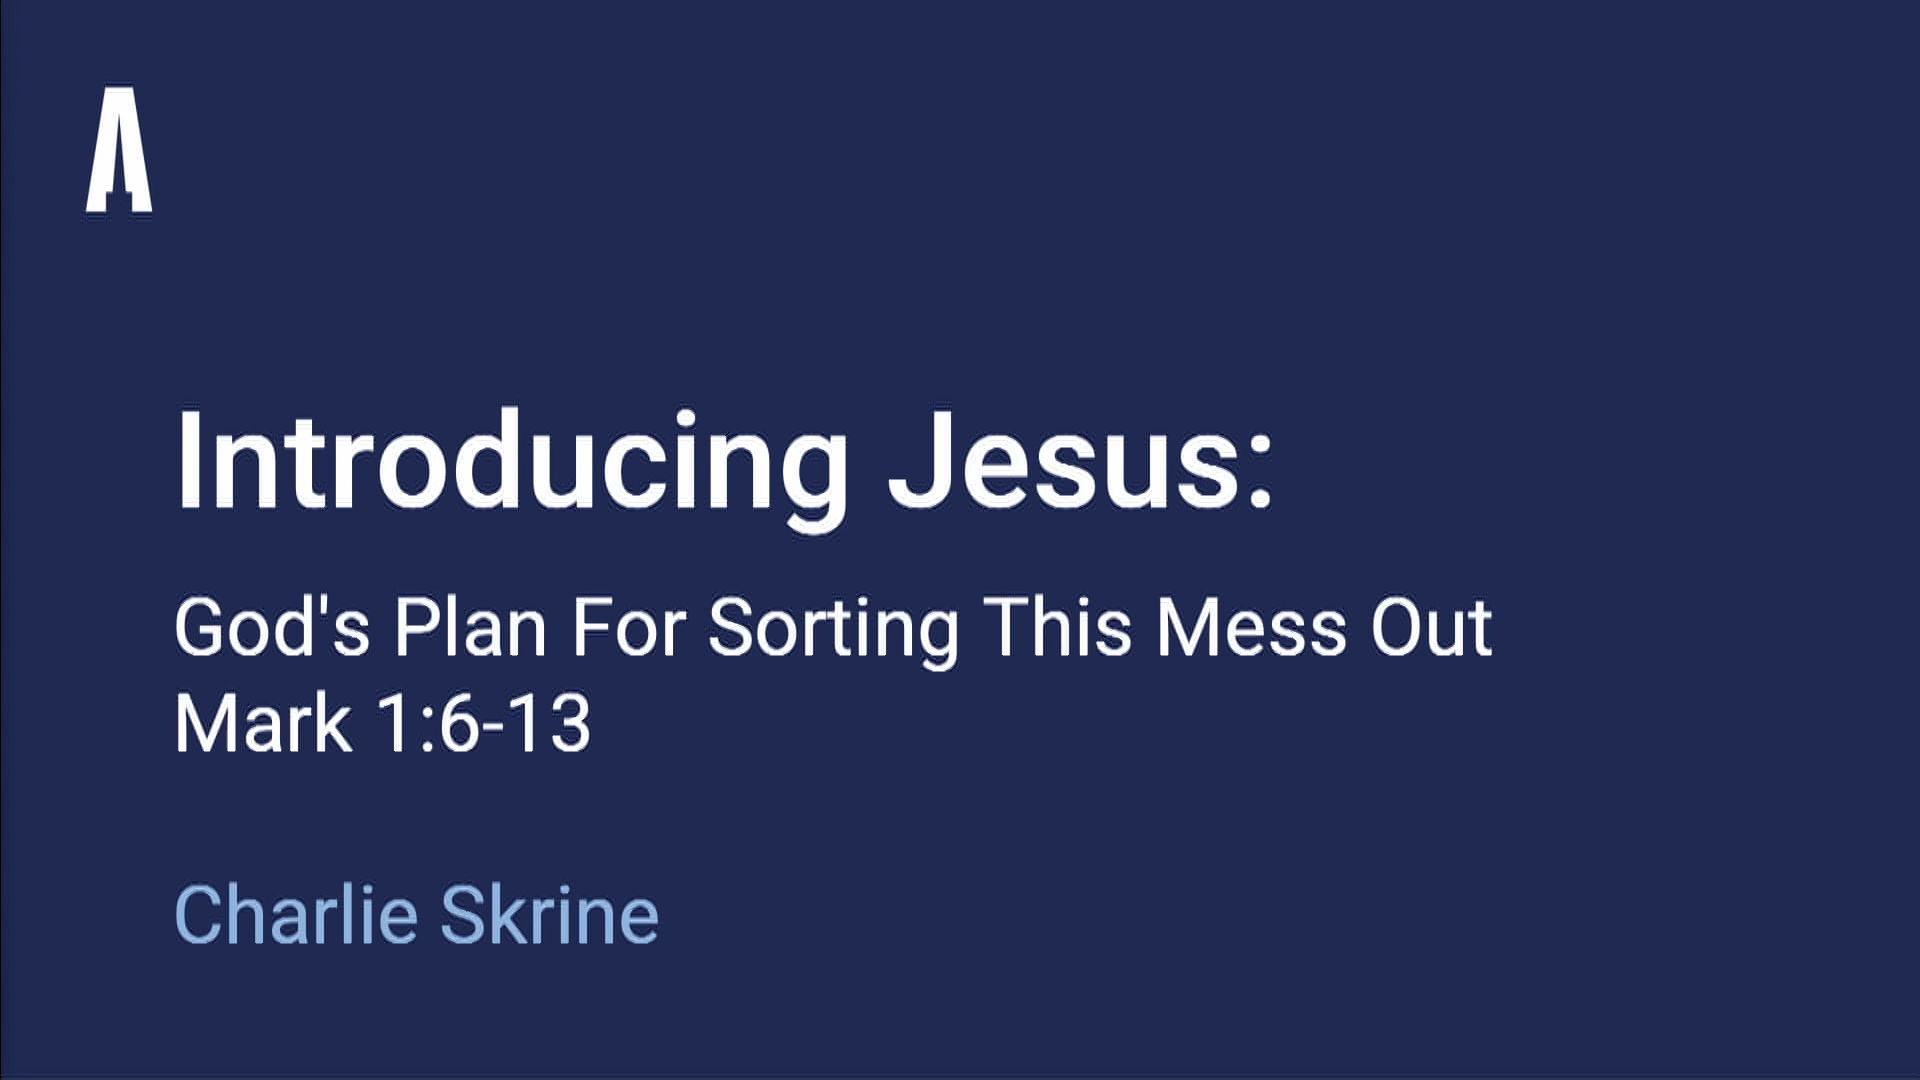 A
Introducing Jesus:
God's Plan For Sorting This Mess Out
Mark 1:6-13
Charlie Skrine